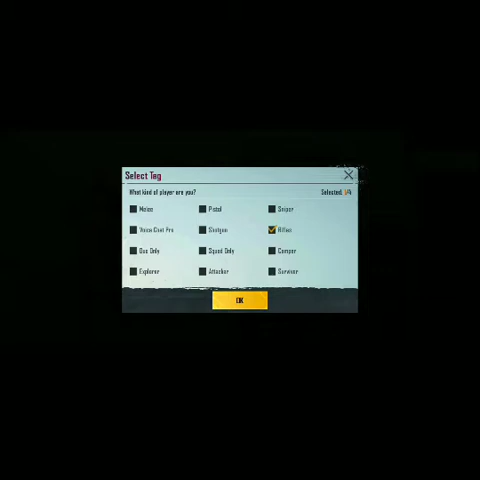 Select Tag
What kind of player are you? Selected: 1/4
Melee Pistol Sniper
Voice Chat Pro Shotgun Rifles
Duo Only Squad Only Camper
Explorer Attacker Survivor
OK